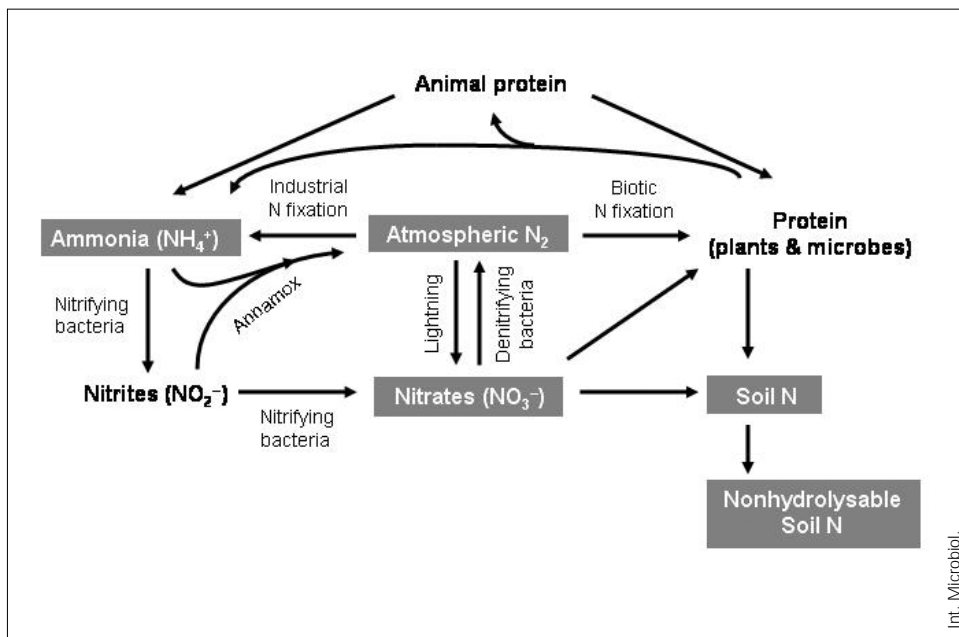 Animal protein
Industrial
N fixation
Biotic
N fixation
Ammonia (NH₄⁺)
Atmospheric N₂
Protein
(plants & microbes)
Nitrifying
bacteria
Annamox
Lightning
Denitrifying
bacteria
Nitrites (NO₂⁻)
Nitrates (NO₃⁻)
Soil N
Nitrifying
bacteria
Nonhydrolysable
Soil N
Int. Microbiol.